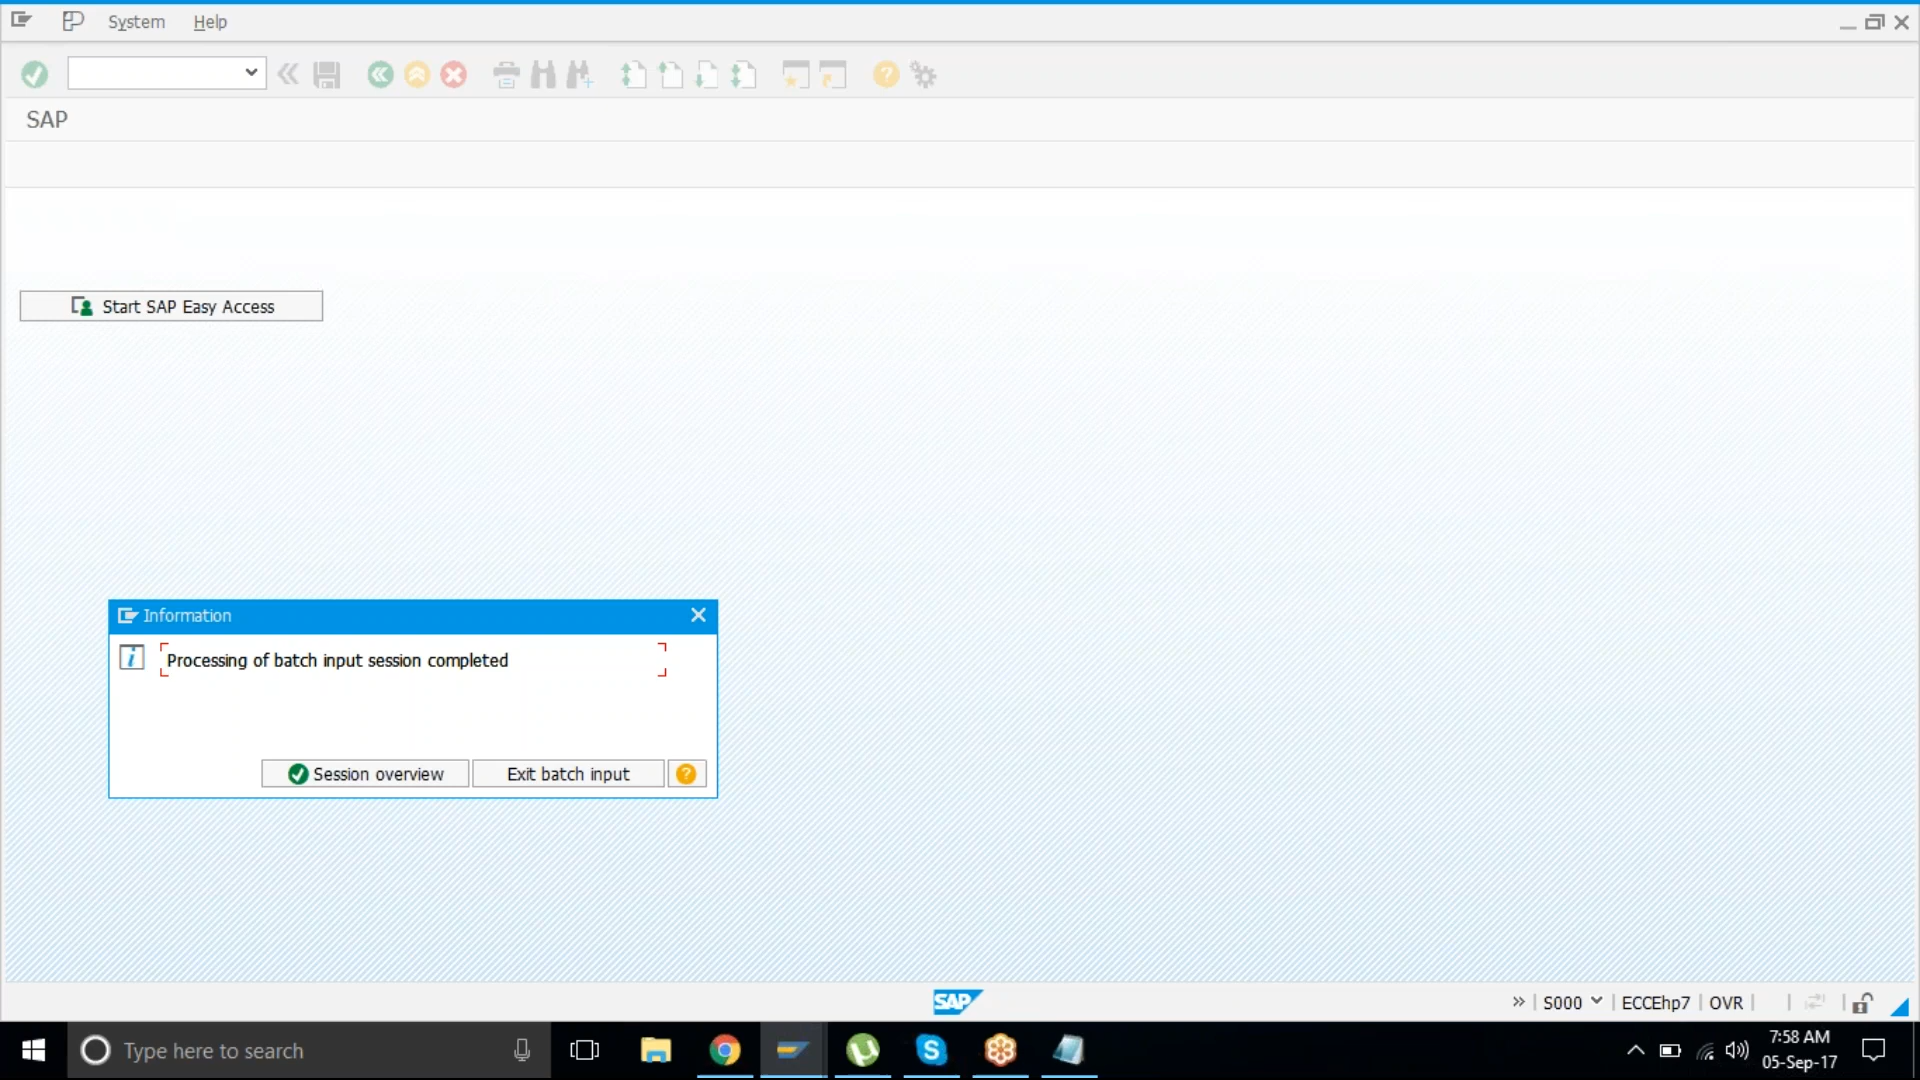 System Help
SAP
Start SAP Easy Access
Information
Processing of batch input session completed
Session overview Exit batch input
SAP S000 ECCEhp7 OVR
Type here to search
7:58 AM
05-Sep-17